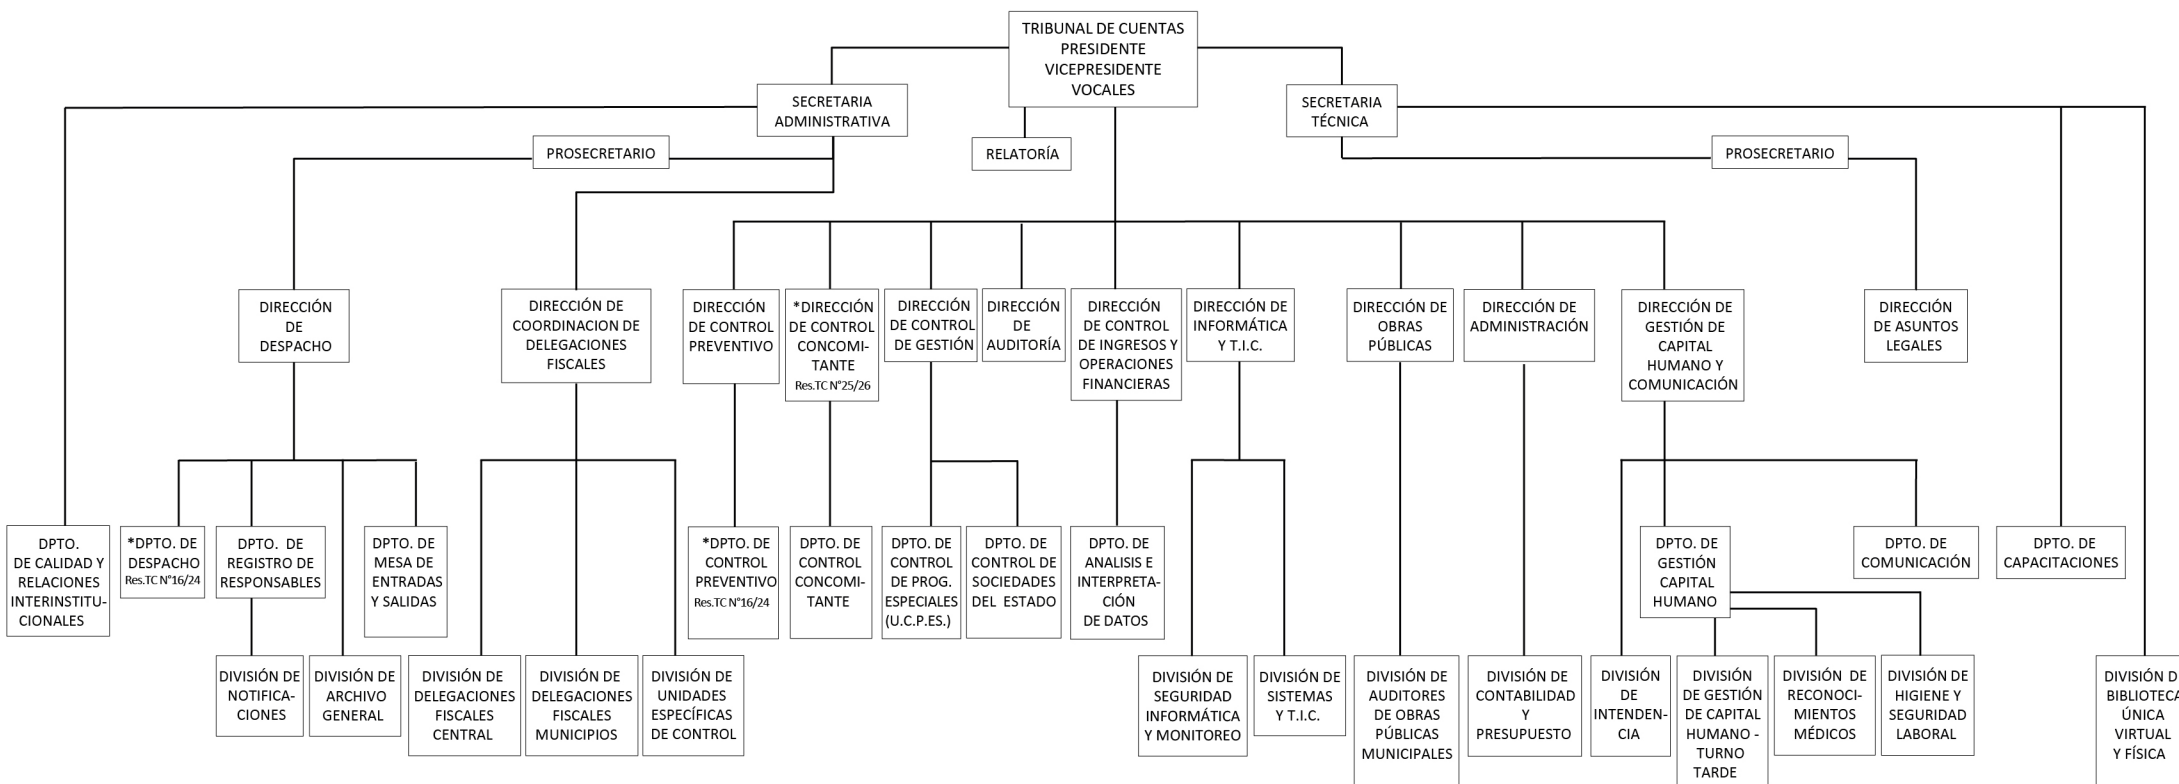 TRIBUNAL DE CUENTAS
PRESIDENTE
VICEPRESIDENTE
VOCALES
SECRETARIA
ADMINISTRATIVA
SECRETARIA
TÉCNICA
PROSECRETARIO
RELATORÍA
PROSECRETARIO
DIRECCIÓN
DE
DESPACHO
DIRECCIÓN DE
COORDINACION DE
DELEGACIONES
FISCALES
DIRECCIÓN
DE CONTROL
PREVENTIVO
*DIRECCIÓN
DE CONTROL
CONCOMI-
TANTE
Res.TC N°25/26
DIRECCIÓN
DE CONTROL
DE GESTIÓN
DIRECCIÓN
DE
AUDITORÍA
DIRECCIÓN
DE CONTROL
DE INGRESOS Y
OPERACIONES
FINANCIERAS
DIRECCIÓN DE
INFORMÁTICA
Y T.I.C.
DIRECCIÓN DE
OBRAS
PÚBLICAS
DIRECCIÓN DE
ADMINISTRACIÓN
DIRECCIÓN DE
GESTIÓN DE
CAPITAL
HUMANO Y
COMUNICACIÓN
DIRECCIÓN
DE ASUNTOS
LEGALES
DPTO.
DE CALIDAD Y
RELACIONES
INTERINSTITU-
CIONALES
*DPTO. DE
DESPACHO
Res.TC N°16/24
DPTO. DE
REGISTRO DE
RESPONSABLES
DPTO. DE
MESA DE
ENTRADAS
Y SALIDAS
*DPTO. DE
CONTROL
PREVENTIVO
Res.TC N°16/24
DPTO. DE
CONTROL
CONCOMI-
TANTE
DPTO. DE
CONTROL
DE PROG.
ESPECIALES
(U.C.P.ES.)
DPTO. DE
CONTROL DE
SOCIEDADES
DEL ESTADO
DPTO. DE
ANALISIS E
INTERPRETA-
CIÓN
DE DATOS
DPTO. DE
GESTIÓN
CAPITAL
HUMANO
DPTO. DE
COMUNICACIÓN
DPTO. DE
CAPACITACIONES
DIVISIÓN DE
NOTIFICA-
CIONES
DIVISIÓN DE
ARCHIVO
GENERAL
DIVISIÓN DE
DELEGACIONES
FISCALES
CENTRAL
DIVISIÓN DE
DELEGACIONES
FISCALES
MUNICIPIOS
DIVISIÓN DE
UNIDADES
ESPECÍFICAS
DE CONTROL
DIVISIÓN DE
SEGURIDAD
INFORMÁTICA
Y MONITOREO
DIVISIÓN DE
SISTEMAS
Y T.I.C.
DIVISIÓN DE
AUDITORES
DE OBRAS
PÚBLICAS
MUNICIPALES
DIVISIÓN DE
CONTABILIDAD
Y
PRESUPUESTO
DIVISIÓN
DE
INTENDEN-
CIA
DIVISIÓN
DE GESTIÓN
DE CAPITAL
HUMANO -
TURNO
TARDE
DIVISIÓN DE
RECONOCI-
MIENTOS
MÉDICOS
DIVISIÓN DE
HIGIENE Y
SEGURIDAD
LABORAL
DIVISIÓN
BIBLIOTECA
ÚNICA
VIRTUAL
Y FÍSICA